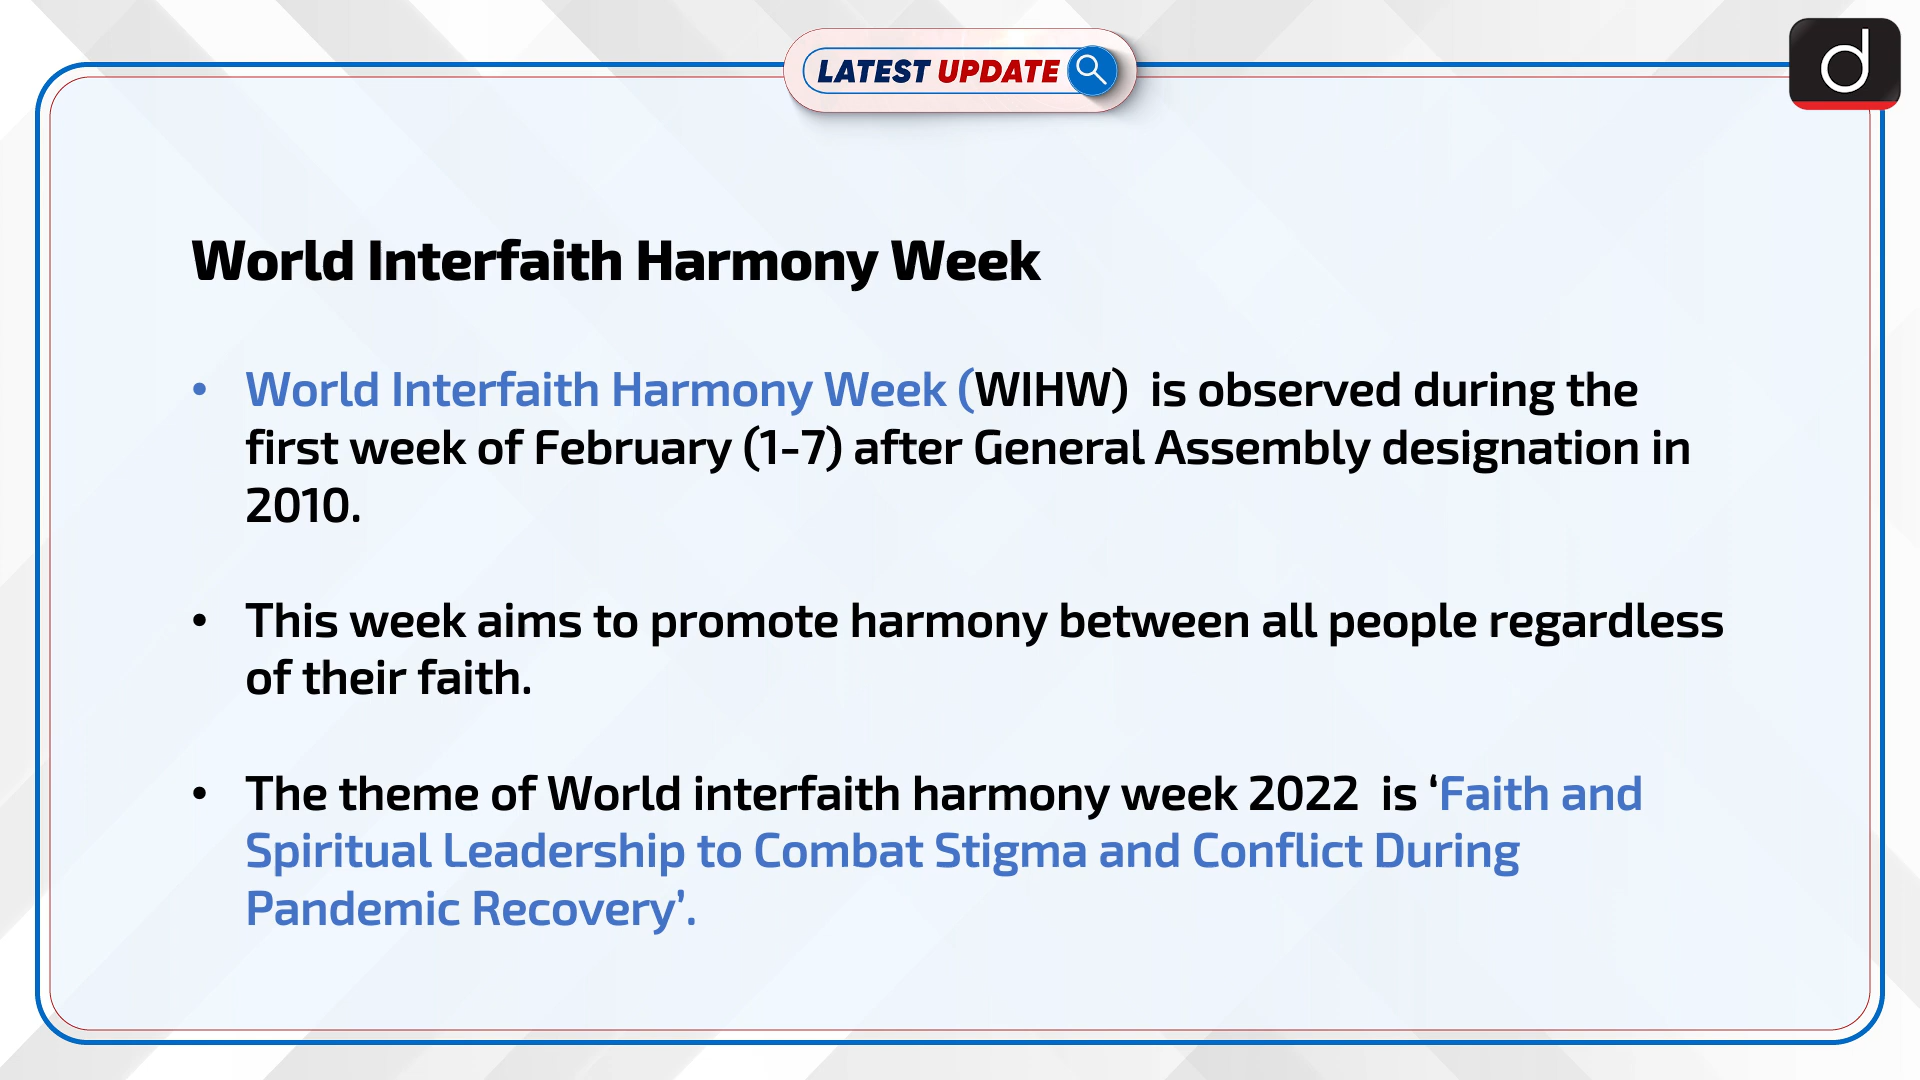 LATEST UPDATE
d
World Interfaith Harmony Week
• World Interfaith Harmony Week (WIHW)  is observed during the
first week of February (1-7) after General Assembly designation in
2010.
• This week aims to promote harmony between all people regardless
of their faith.
• The theme of World interfaith harmony week 2022  is ‘Faith and
Spiritual Leadership to Combat Stigma and Conflict During
Pandemic Recovery’.